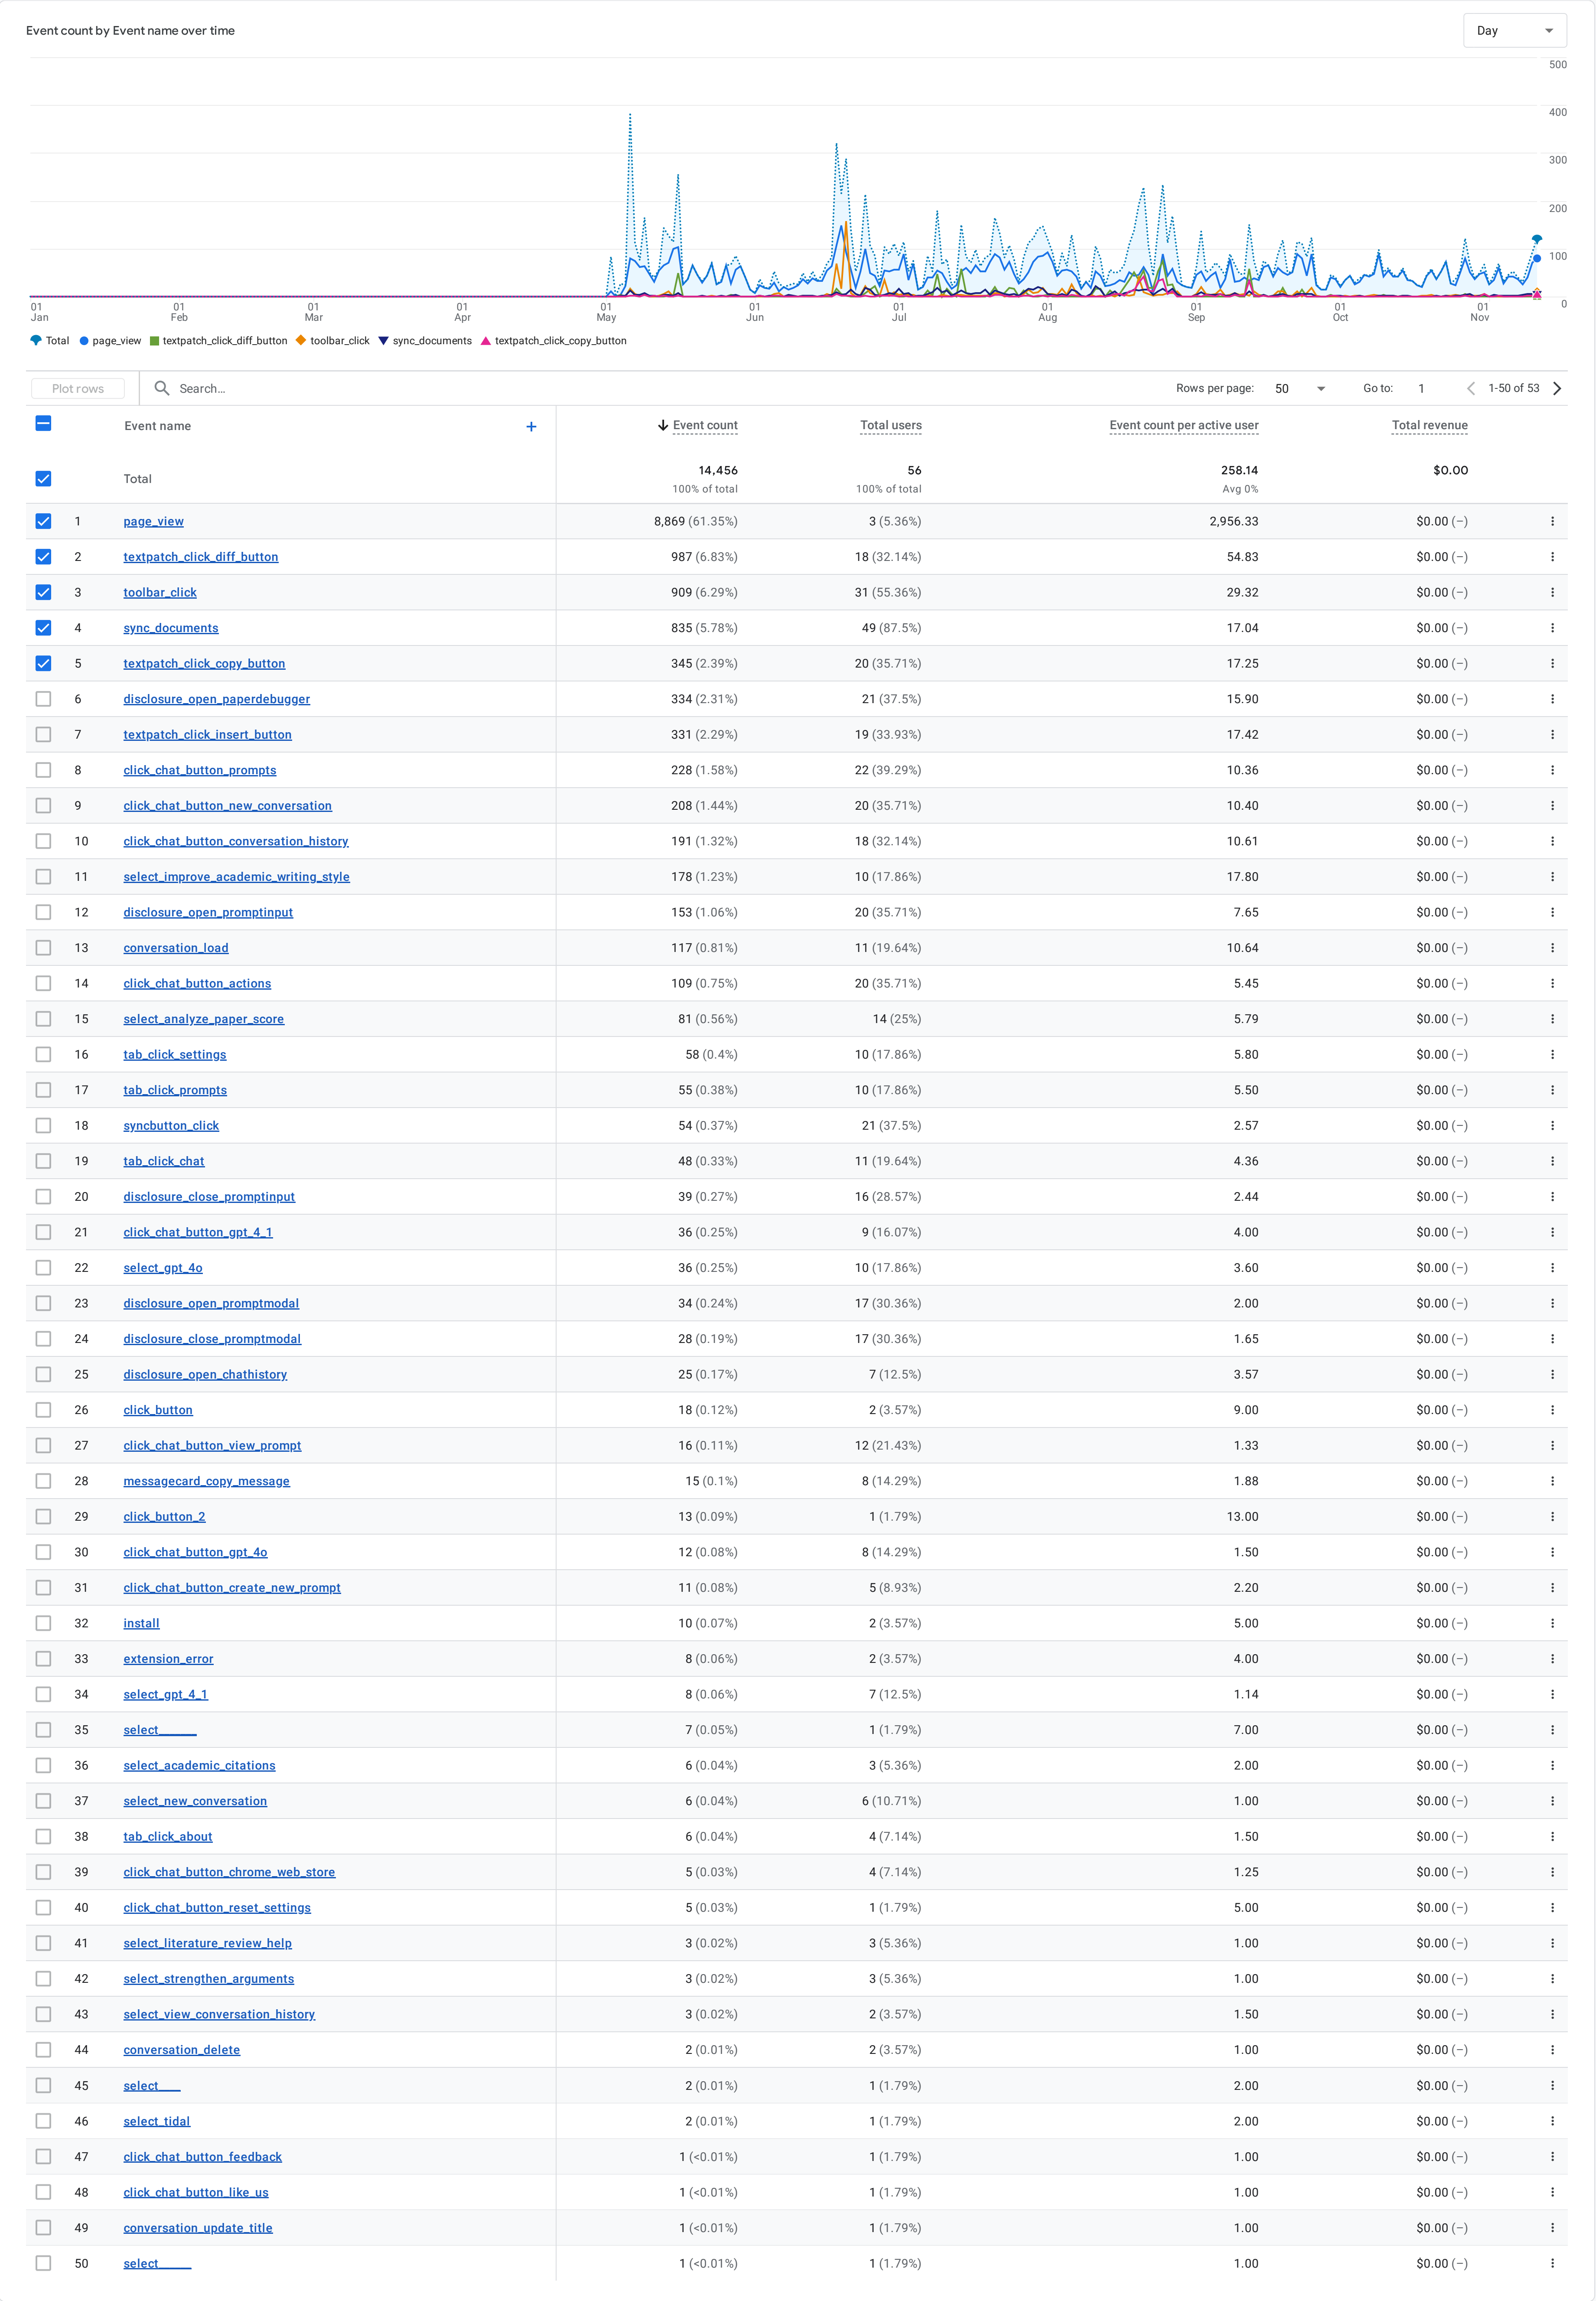 Event count by Event name over time
Day
500
400
300
200
100
0
01 Jan
01 Feb
01 Mar
01 Apr
01 May
01 Jun
01 Jul
01 Aug
01 Sep
01 Oct
01 Nov
Total page_view textpatch_click_diff_button toolbar_click sync_documents textpatch_click_copy_button
Plot rows Search... Rows per page: 50 Go to: 1 1-50 of 53
Event name + Event count Total users Event count per active user Total revenue
Total 14,456 56 258.14 $0.00
100% of total 100% of total Avg 0%
1 page_view 8,869 (61.35%) 3 (5.36%) 2,956.33 $0.00 (–)
2 textpatch_click_diff_button 987 (6.83%) 18 (32.14%) 54.83 $0.00 (–)
3 toolbar_click 909 (6.29%) 31 (55.36%) 29.32 $0.00 (–)
4 sync_documents 835 (5.78%) 49 (87.5%) 17.04 $0.00 (–)
5 textpatch_click_copy_button 345 (2.39%) 20 (35.71%) 17.25 $0.00 (–)
6 disclosure_open_paperdebugger 334 (2.31%) 21 (37.5%) 15.90 $0.00 (–)
7 textpatch_click_insert_button 331 (2.29%) 19 (33.93%) 17.42 $0.00 (–)
8 click_chat_button_prompts 228 (1.58%) 22 (39.29%) 10.36 $0.00 (–)
9 click_chat_button_new_conversation 208 (1.44%) 20 (35.71%) 10.40 $0.00 (–)
10 click_chat_button_conversation_history 191 (1.32%) 18 (32.14%) 10.61 $0.00 (–)
11 select_improve_academic_writing_style 178 (1.23%) 10 (17.86%) 17.80 $0.00 (–)
12 disclosure_open_promptinput 153 (1.06%) 20 (35.71%) 7.65 $0.00 (–)
13 conversation_load 117 (0.81%) 11 (19.64%) 10.64 $0.00 (–)
14 click_chat_button_actions 109 (0.75%) 20 (35.71%) 5.45 $0.00 (–)
15 select_analyze_paper_score 81 (0.56%) 14 (25%) 5.79 $0.00 (–)
16 tab_click_settings 58 (0.4%) 10 (17.86%) 5.80 $0.00 (–)
17 tab_click_prompts 55 (0.38%) 10 (17.86%) 5.50 $0.00 (–)
18 syncbutton_click 54 (0.37%) 21 (37.5%) 2.57 $0.00 (–)
19 tab_click_chat 48 (0.33%) 11 (19.64%) 4.36 $0.00 (–)
20 disclosure_close_promptinput 39 (0.27%) 16 (28.57%) 2.44 $0.00 (–)
21 click_chat_button_gpt_4_1 36 (0.25%) 9 (16.07%) 4.00 $0.00 (–)
22 select_gpt_4o 36 (0.25%) 10 (17.86%) 3.60 $0.00 (–)
23 disclosure_open_promptmodal 34 (0.24%) 17 (30.36%) 2.00 $0.00 (–)
24 disclosure_close_promptmodal 28 (0.19%) 17 (30.36%) 1.65 $0.00 (–)
25 disclosure_open_chathistory 25 (0.17%) 7 (12.5%) 3.57 $0.00 (–)
26 click_button 18 (0.12%) 2 (3.57%) 9.00 $0.00 (–)
27 click_chat_button_view_prompt 16 (0.11%) 12 (21.43%) 1.33 $0.00 (–)
28 messagecard_copy_message 15 (0.1%) 8 (14.29%) 1.88 $0.00 (–)
29 click_button_2 13 (0.09%) 1 (1.79%) 13.00 $0.00 (–)
30 click_chat_button_gpt_4o 12 (0.08%) 8 (14.29%) 1.50 $0.00 (–)
31 click_chat_button_create_new_prompt 11 (0.08%) 5 (8.93%) 2.20 $0.00 (–)
32 install 10 (0.07%) 2 (3.57%) 5.00 $0.00 (–)
33 extension_error 8 (0.06%) 2 (3.57%) 4.00 $0.00 (–)
34 select_gpt_4_1 8 (0.06%) 7 (12.5%) 1.14 $0.00 (–)
35 select______ 7 (0.05%) 1 (1.79%) 7.00 $0.00 (–)
36 select_academic_citations 6 (0.04%) 3 (5.36%) 2.00 $0.00 (–)
37 select_new_conversation 6 (0.04%) 6 (10.71%) 1.00 $0.00 (–)
38 tab_click_about 6 (0.04%) 4 (7.14%) 1.50 $0.00 (–)
39 click_chat_button_chrome_web_store 5 (0.03%) 4 (7.14%) 1.25 $0.00 (–)
40 click_chat_button_reset_settings 5 (0.03%) 1 (1.79%) 5.00 $0.00 (–)
41 select_literature_review_help 3 (0.02%) 3 (5.36%) 1.00 $0.00 (–)
42 select_strengthen_arguments 3 (0.02%) 3 (5.36%) 1.00 $0.00 (–)
43 select_view_conversation_history 3 (0.02%) 2 (3.57%) 1.50 $0.00 (–)
44 conversation_delete 2 (0.01%) 2 (3.57%) 1.00 $0.00 (–)
45 select____ 2 (0.01%) 1 (1.79%) 2.00 $0.00 (–)
46 select_tidal 2 (0.01%) 1 (1.79%) 2.00 $0.00 (–)
47 click_chat_button_feedback 1 (<0.01%) 1 (1.79%) 1.00 $0.00 (–)
48 click_chat_button_like_us 1 (<0.01%) 1 (1.79%) 1.00 $0.00 (–)
49 conversation_update_title 1 (<0.01%) 1 (1.79%) 1.00 $0.00 (–)
50 select_____ 1 (<0.01%) 1 (1.79%) 1.00 $0.00 (–)